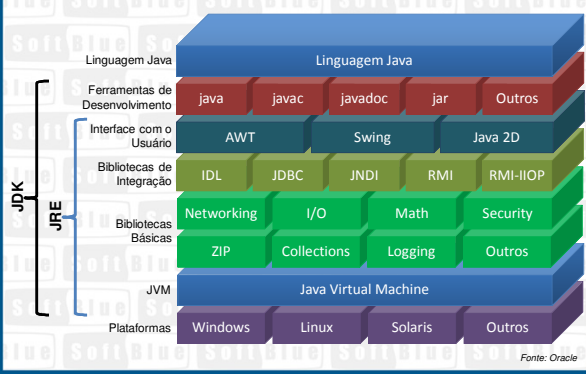 Linguagem Java
Linguagem Java
Ferramentas de
Desenvolvimento
java javac javadoc jar Outros
Interface com o
Usuário
AWT Swing Java 2D
Bibliotecas de
Integração
IDL JDBC JNDI RMI RMI-IIOP
Bibliotecas
Básicas
Networking I/O Math Security
ZIP Collections Logging Outros
JVM
Java Virtual Machine
Plataformas
Windows Linux Solaris Outros
JDK
JRE
Fonte: Oracle
Soft Blue